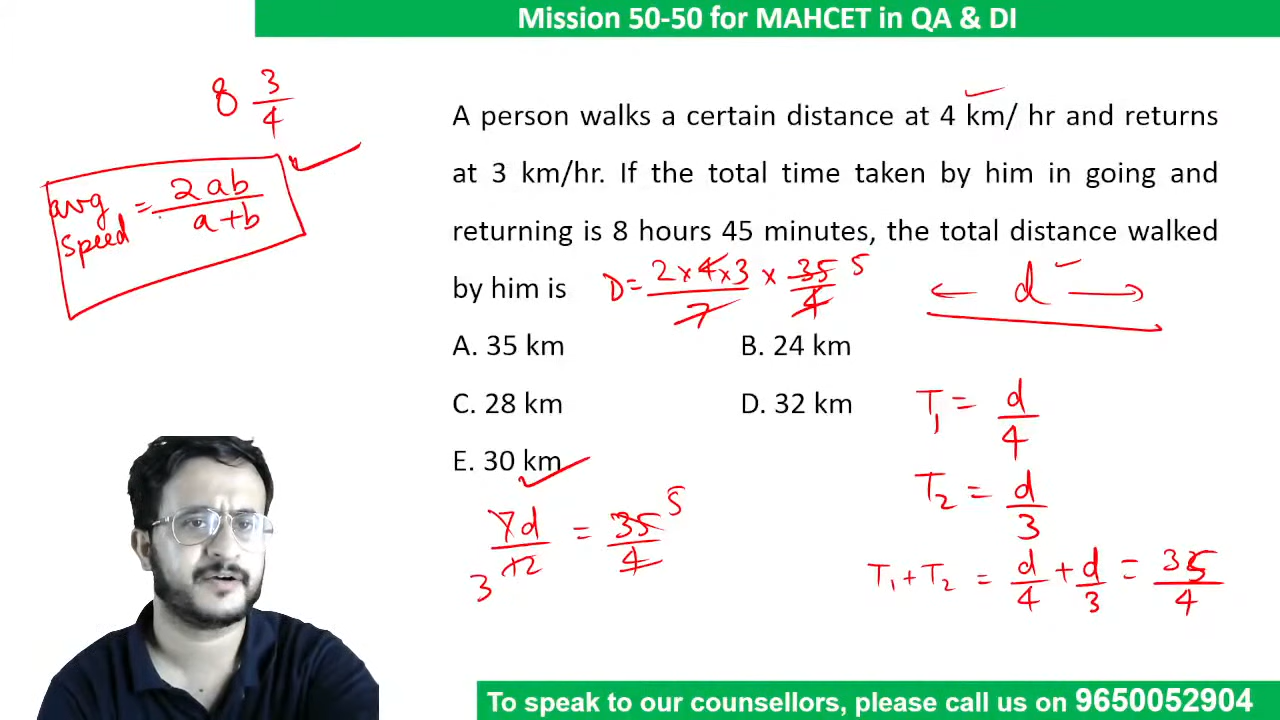 Mission 50-50 for MAHCET in QA & DI
8 3/4
avg speed = 2ab/a+b
A person walks a certain distance at 4 km/ hr and returns
at 3 km/hr. If the total time taken by him in going and
returning is 8 hours 45 minutes, the total distance walked
by him is
D = 2×4×3/7 × 35/4 5
d
A. 35 km
B. 24 km
C. 28 km
D. 32 km
E. 30 km
T1 = d/4
T2 = d/3
7d/12 = 35/4 5
3
T1 + T2 = d/4 + d/3 = 35/4
To speak to our counsellors, please call us on 9650052904